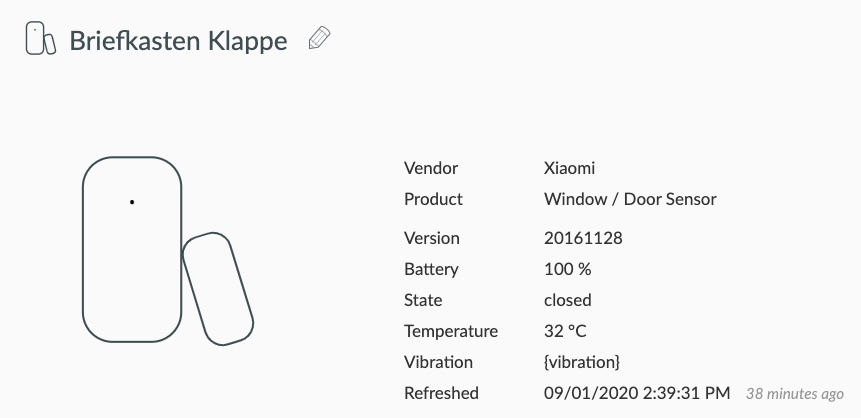 Briefkasten Klappe
Vendor Xiaomi
Product Window / Door Sensor
Version 20161128
Battery 100 %
State closed
Temperature 32 °C
Vibration {vibration}
Refreshed 09/01/2020 2:39:31 PM 38 minutes ago